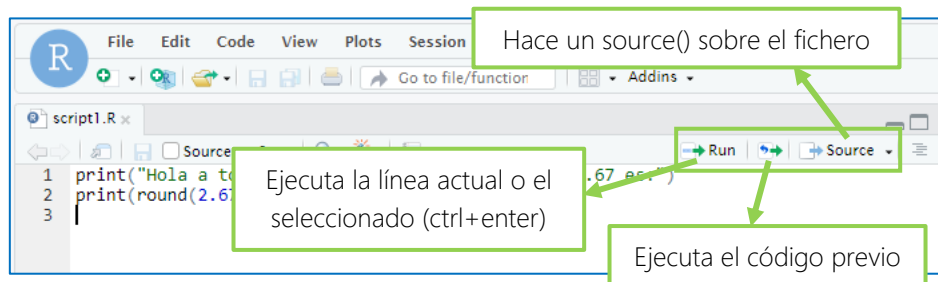 R File Edit Code View Plots Session
Hace un source() sobre el fichero
Go to file/function Addins
script1.R
Source Run Source
1 print("Hola a to .67 es:")
2 print(round(2.67
3
Ejecuta la línea actual o el
seleccionado (ctrl+enter)
Ejecuta el código previo